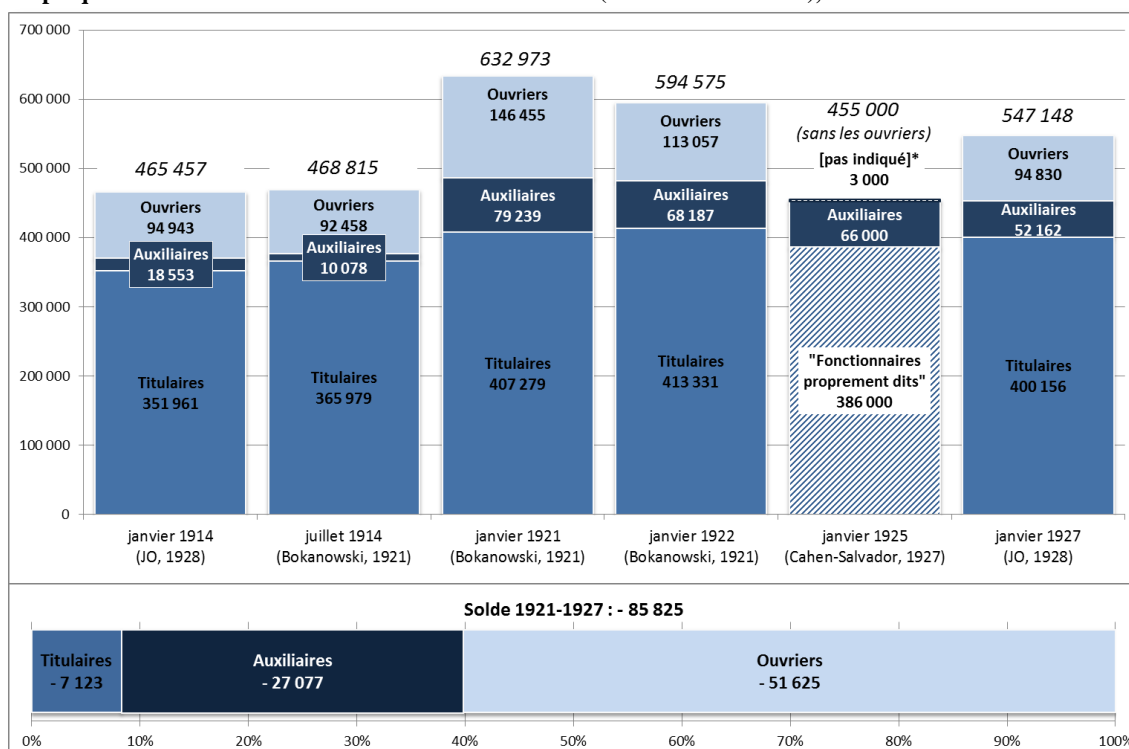 700 000
600 000
500 000
400 000
300 000
200 000
100 000
0
465 457
Ouvriers
94 943
Auxiliaires
18 553
Titulaires
351 961
468 815
Ouvriers
92 458
Auxiliaires
10 078
Titulaires
365 979
632 973
Ouvriers
146 455
Auxiliaires
79 239
Titulaires
407 279
594 575
Ouvriers
113 057
Auxiliaires
68 187
Titulaires
413 331
455 000
(sans les ouvriers)
[pas indiqué]*
3 000
Auxiliaires
66 000
"Fonctionnaires
proprement dits"
386 000
547 148
Ouvriers
94 830
Auxiliaires
52 162
Titulaires
400 156
janvier 1914
(JO, 1928)
juillet 1914
(Bokanowski, 1921)
janvier 1921
(Bokanowski, 1921)
janvier 1922
(Bokanowski, 1921)
janvier 1925
(Cahen-Salvador, 1927)
janvier 1927
(JO, 1928)
Solde 1921-1927 : - 85 825
Titulaires
- 7 123
Auxiliaires
- 27 077
Ouvriers
- 51 625
0% 10% 20% 30% 40% 50% 60% 70% 80% 90% 100%